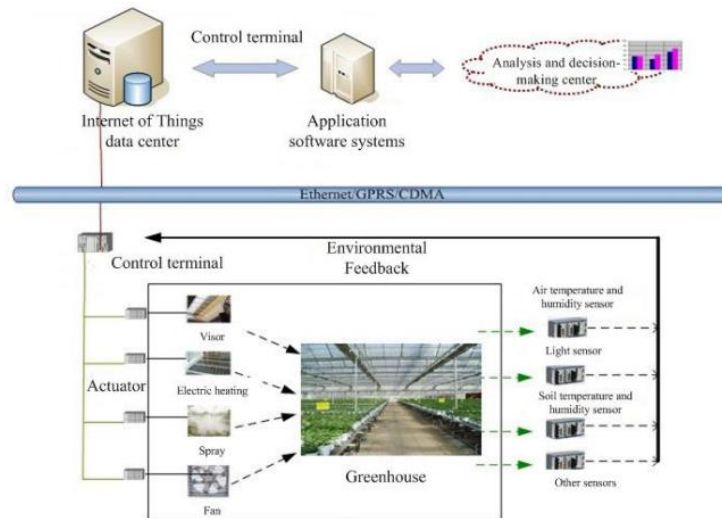 Control terminal
Analysis and decision-
making center
Internet of Things
data center
Application
software systems
Ethernet/GPRS/CDMA
Environmental
Feedback
Control terminal
Air temperature and
humidity sensor
Visor
Light sensor
Actuator
Electric heating
Soil temperature and
humidity sensor
Spray
Greenhouse
Other sensors
Fan